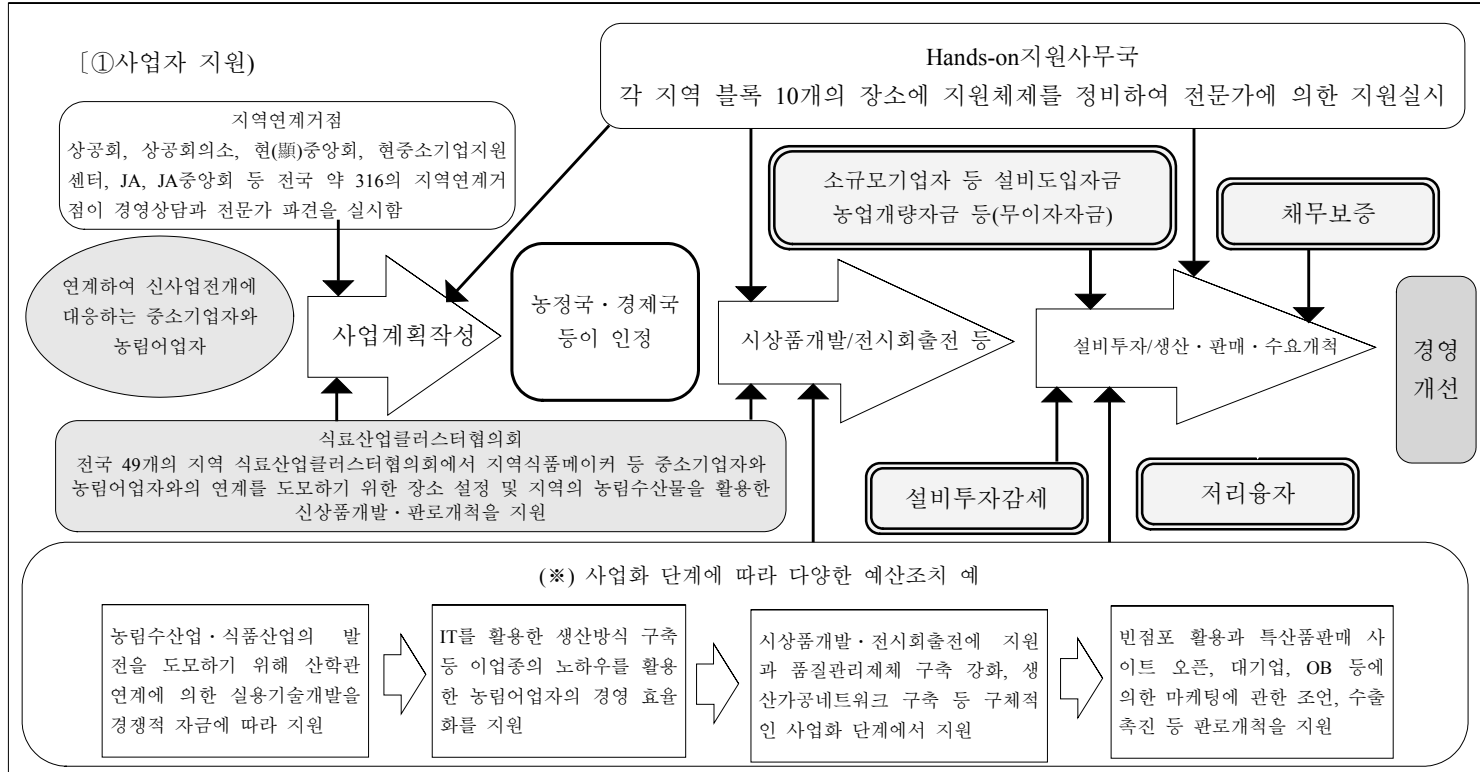 [①사업자 지원)
Hands-on지원사무국
각 지역 블록 10개의 장소에 지원체제를 정비하여 전문가에 의한 지원실시
지역연계거점
상공회, 상공회의소, 현(顯)중앙회, 현중소기업지원
센터, JA, JA중앙회 등 전국 약 316의 지역연계거
점이 경영상담과 전문가 파견을 실시함
소규모기업자 등 설비도입자금
농업개량자금 등(무이자자금)
채무보증
연계하여 신사업전개에
대응하는 중소기업자와
농림어업자
사업계획작성
농정국·경제국
등이 인정
시상품개발/전시회출전 등
설비투자/생산·판매·수요개척
경영
개선
식료산업클러스터협의회
전국 49개의 지역 식료산업클러스터협의회에서 지역식품메이커 등 중소기업자와
농림어업자와의 연계를 도모하기 위한 장소 설정 및 지역의 농림수산물을 활용한
신상품개발·판로개척을 지원
설비투자감세
저리융자
(※) 사업화 단계에 따라 다양한 예산조치 예
농림수산업·식품산업의 발
전을 도모하기 위해 산학관
연계에 의한 실용기술개발을
경쟁적 자금에 따라 지원
IT를 활용한 생산방식 구축
등 이업종의 노하우를 활용
한 농림어업자의 경영 효율
화를 지원
시상품개발·전시회출전에 지원
과 품질관리제체 구축 강화, 생
산가공네트워크 구축 등 구체적
인 사업화 단계에서 지원
빈점포 활용과 특산품판매 사
이트 오픈, 대기업, OB 등에
의한 마케팅에 관한 조언, 수출
촉진 등 판로개척을 지원